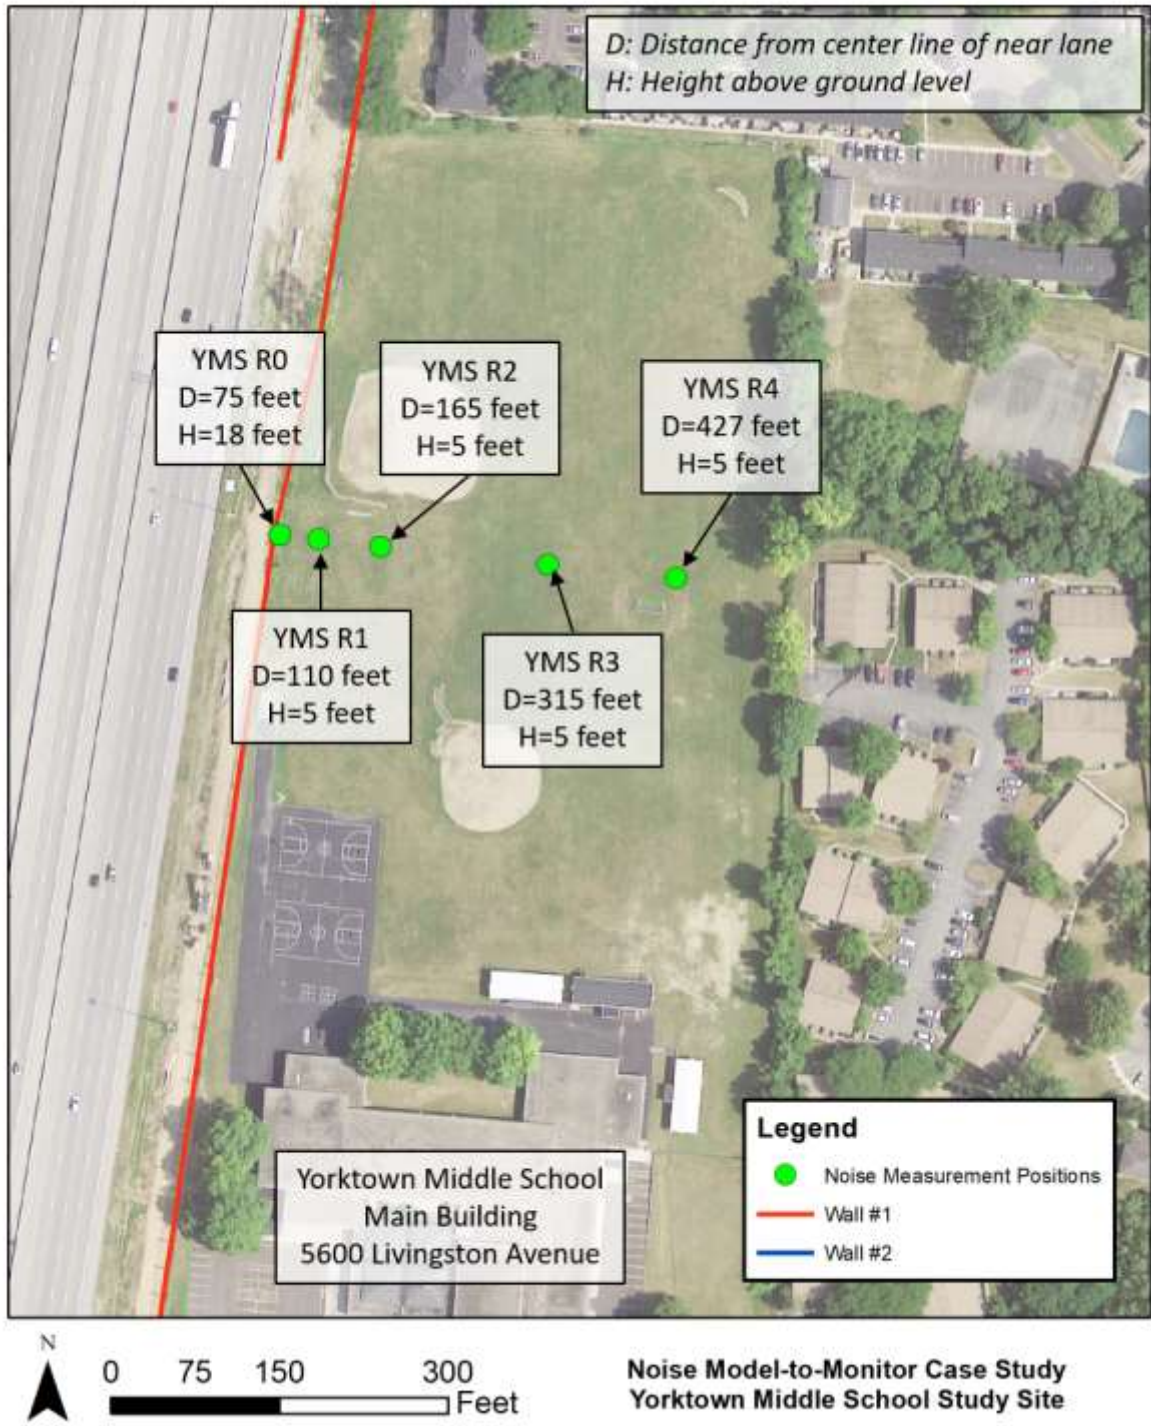 D: Distance from center line of near lane
H: Height above ground level
YMS R0
D=75 feet
H=18 feet
YMS R2
D=165 feet
H=5 feet
YMS R4
D=427 feet
H=5 feet
YMS R1
D=110 feet
H=5 feet
YMS R3
D=315 feet
H=5 feet
Yorktown Middle School
Main Building
5600 Livingston Avenue
Legend
Noise Measurement Positions
Wall #1
Wall #2
N
0 75 150 300
Feet
Noise Model-to-Monitor Case Study
Yorktown Middle School Study Site